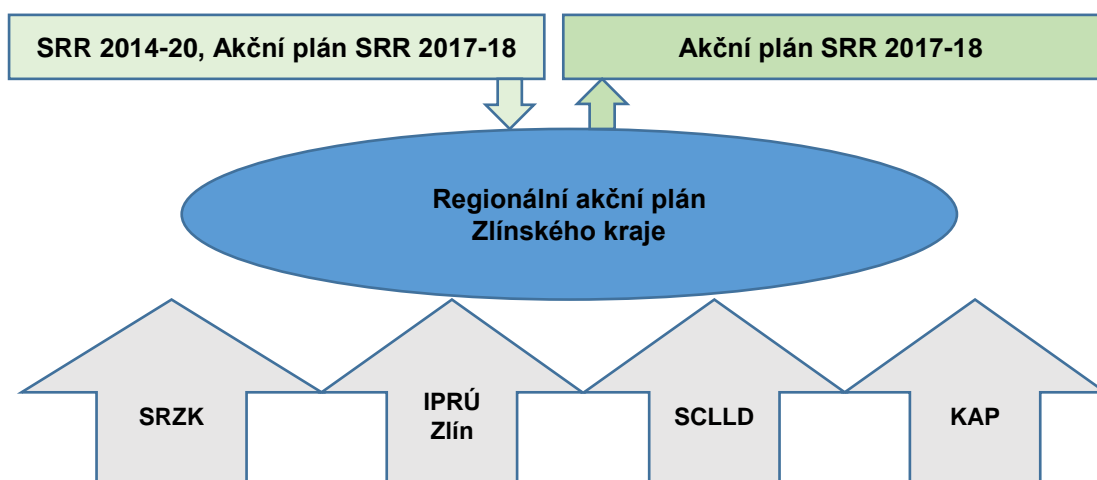 SRR 2014-20, Akční plán SRR 2017-18
Akční plán SRR 2017-18
Regionální akční plán
Zlínského kraje
SRZK
IPRÚ
Zlín
SCLLD
KAP